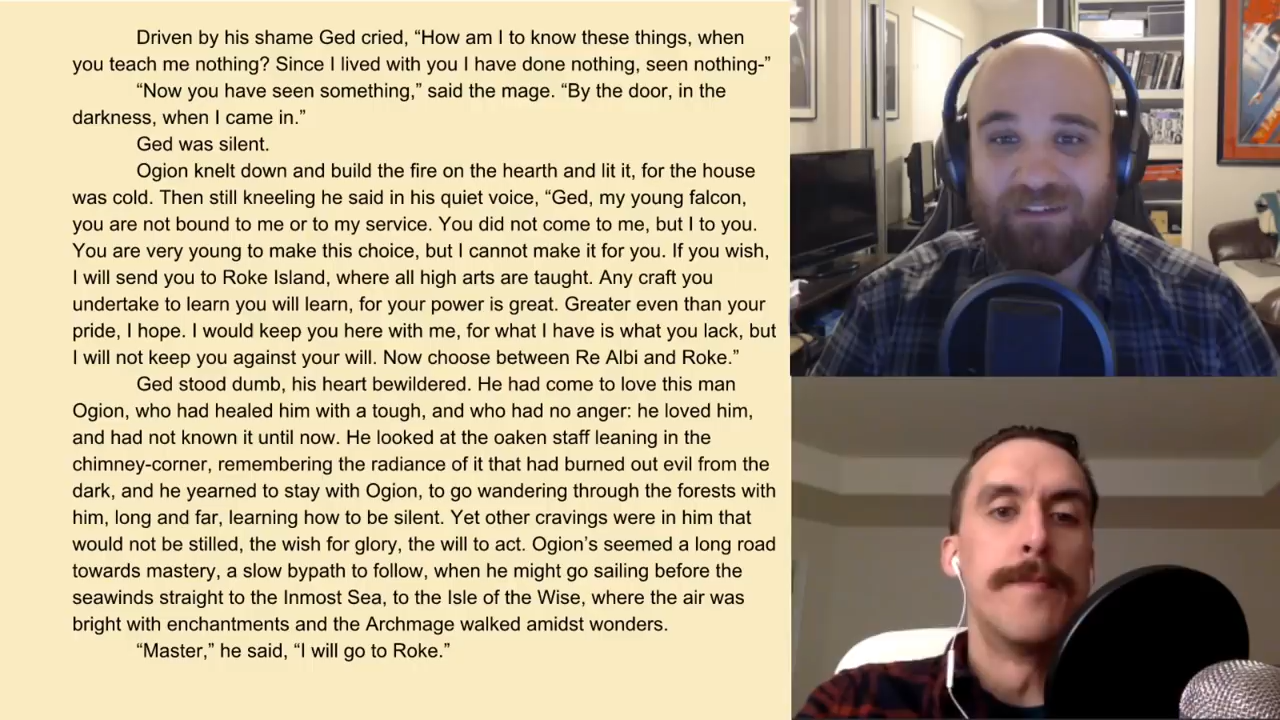 Driven by his shame Ged cried, “How am I to know these things, when
you teach me nothing? Since I lived with you I have done nothing, seen nothing-”
“Now you have seen something,” said the mage. “By the door, in the
darkness, when I came in.”
Ged was silent.
Ogion knelt down and build the fire on the hearth and lit it, for the house
was cold. Then still kneeling he said in his quiet voice, “Ged, my young falcon,
you are not bound to me or to my service. You did not come to me, but I to you.
You are very young to make this choice, but I cannot make it for you. If you wish,
I will send you to Roke Island, where all high arts are taught. Any craft you
undertake to learn you will learn, for your power is great. Greater even than your
pride, I hope. I would keep you here with me, for what I have is what you lack, but
I will not keep you against your will. Now choose between Re Albi and Roke.”
Ged stood dumb, his heart bewildered. He had come to love this man
Ogion, who had healed him with a tough, and who had no anger: he loved him,
and had not known it until now. He looked at the oaken staff leaning in the
chimney-corner, remembering the radiance of it that had burned out evil from the
dark, and he yearned to stay with Ogion, to go wandering through the forests with
him, long and far, learning how to be silent. Yet other cravings were in him that
would not be stilled, the wish for glory, the will to act. Ogion’s seemed a long road
towards mastery, a slow bypath to follow, when he might go sailing before the
seawinds straight to the Inmost Sea, to the Isle of the Wise, where the air was
bright with enchantments and the Archmage walked amidst wonders.
“Master,” he said, “I will go to Roke.”